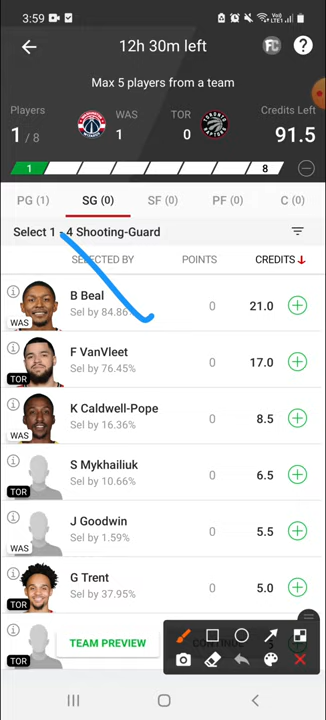 3:59
12h 30m left
FC
Max 5 players from a team
Players
WAS
TOR
Credits Left
1 / 8
1
0
91.5
1
8
PG (1)
SG (0)
SF (0)
PF (0)
C (0)
Select 1 - 4 Shooting-Guard
SELECTED BY
POINTS
CREDITS
B Beal
Sel by 84.86
0
21.0
WAS
F VanVleet
Sel by 76.45%
0
17.0
TOR
K Caldwell-Pope
Sel by 16.36%
0
8.5
WAS
S Mykhailiuk
Sel by 10.66%
0
6.5
TOR
J Goodwin
Sel by 1.59%
0
5.5
WAS
G Trent
Sel by 37.95%
0
5.0
TOR
TEAM PREVIEW
TOR